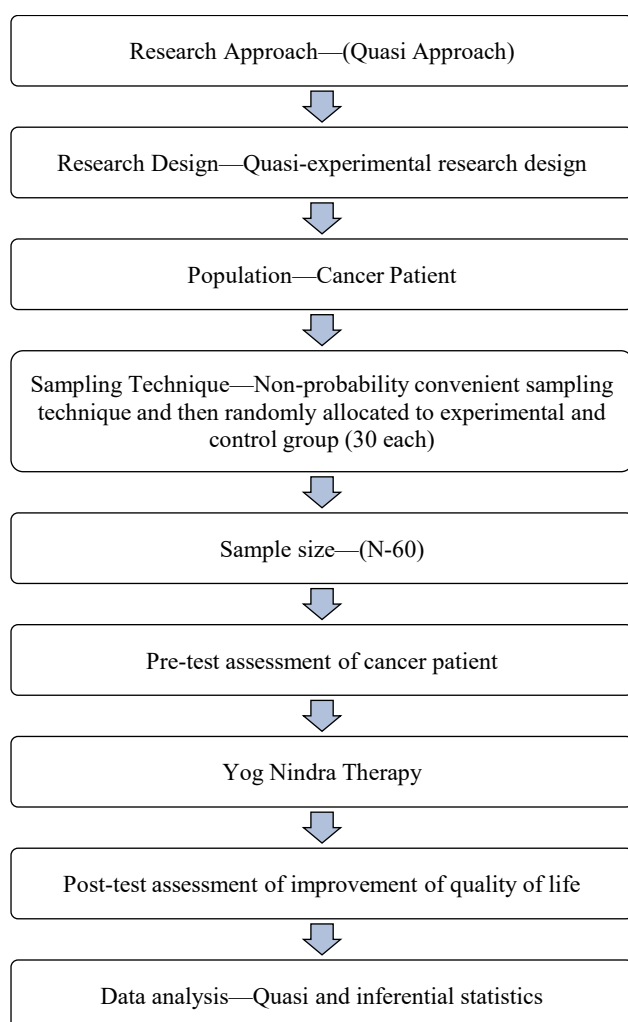 Research Approach—(Quasi Approach)
Research Design—Quasi-experimental research design
Population—Cancer Patient
Sampling Technique—Non-probability convenient sampling
technique and then randomly allocated to experimental and
control group (30 each)
Sample size—(N-60)
Pre-test assessment of cancer patient
Yog Nindra Therapy
Post-test assessment of improvement of quality of life
Data analysis—Quasi and inferential statistics